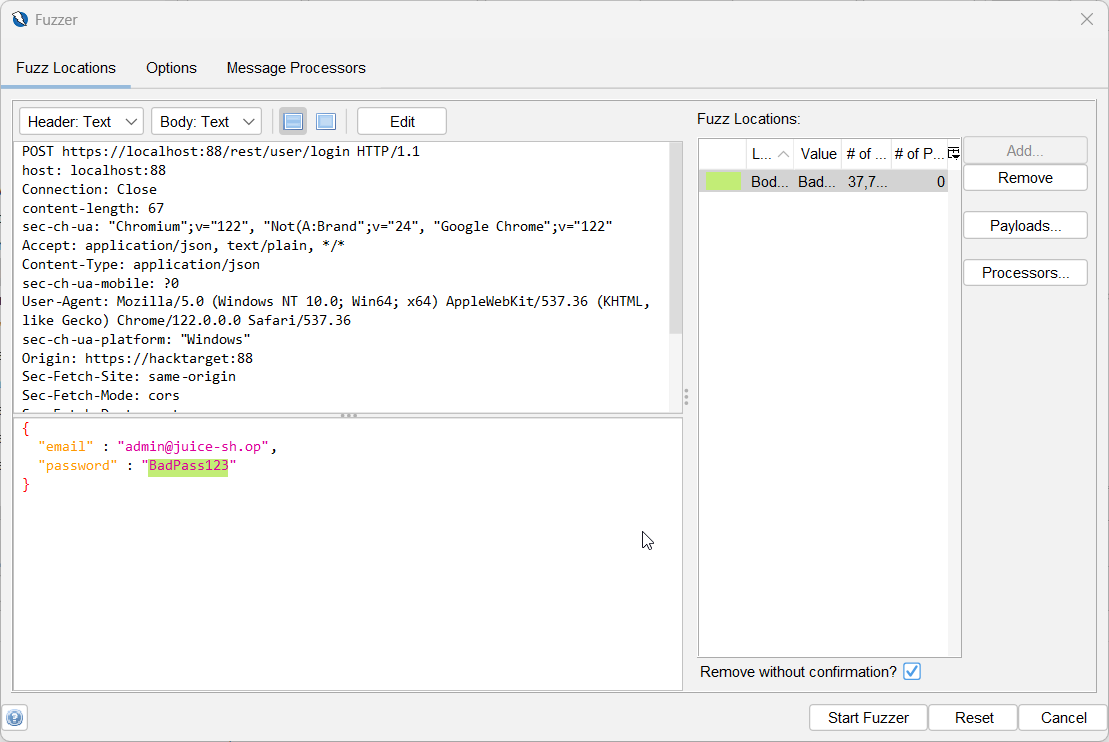 Fuzzer
Fuzz Locations Options Message Processors
Header: Text Body: Text Edit
POST https://localhost:88/rest/user/login HTTP/1.1
host: localhost:88
Connection: Close
content-length: 67
sec-ch-ua: "Chromium";v="122", "Not(A:Brand";v="24", "Google Chrome";v="122"
Accept: application/json, text/plain, */*
Content-Type: application/json
sec-ch-ua-mobile: ?0
User-Agent: Mozilla/5.0 (Windows NT 10.0; Win64; x64) AppleWebKit/537.36 (KHTML,
like Gecko) Chrome/122.0.0.0 Safari/537.36
sec-ch-ua-platform: "Windows"
Origin: https://hacktarget:88
Sec-Fetch-Site: same-origin
Sec-Fetch-Mode: cors
{
"email" : "admin@juice-sh.op",
"password" : "BadPass123"
}
Fuzz Locations:
L... Value # of ... # of P...
Bod... Bad... 37,7... 0
Add...
Remove
Payloads...
Processors...
Remove without confirmation?
Start Fuzzer Reset Cancel